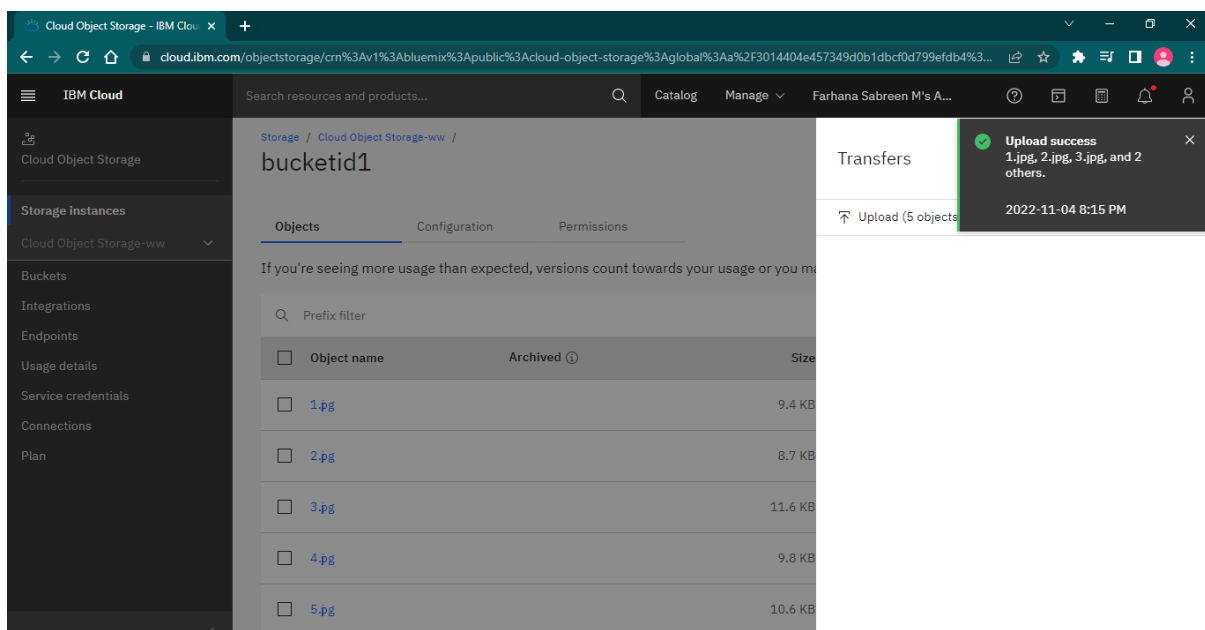 Cloud Object Storage - IBM Clou
cloud.ibm.com/objectstorage/crn%3Av1%3Abluemix%3Apublic%3Acloud-object-storage%3Aglobal%3Aa%2F3014404e457349d0b1dbcf0d799efdb4%3...
IBM Cloud
Search resources and products...
Catalog
Manage
Farhana Sabreen M's A...
Cloud Object Storage
Storage instances
Cloud Object Storage-ww
Buckets
Integrations
Endpoints
Usage details
Service credentials
Connections
Plan
Storage / Cloud Object Storage-ww /
bucketid1
Objects Configuration Permissions
If you're seeing more usage than expected, versions count towards your usage or you ma
Prefix filter
Object name Archived Size
1.jpg 9.4 KB
2.jpg 8.7 KB
3.jpg 11.6 KB
4.jpg 9.8 KB
5.jpg 10.6 KB
Transfers
Upload (5 objects
Upload success
1.jpg, 2.jpg, 3.jpg, and 2
others.
2022-11-04 8:15 PM